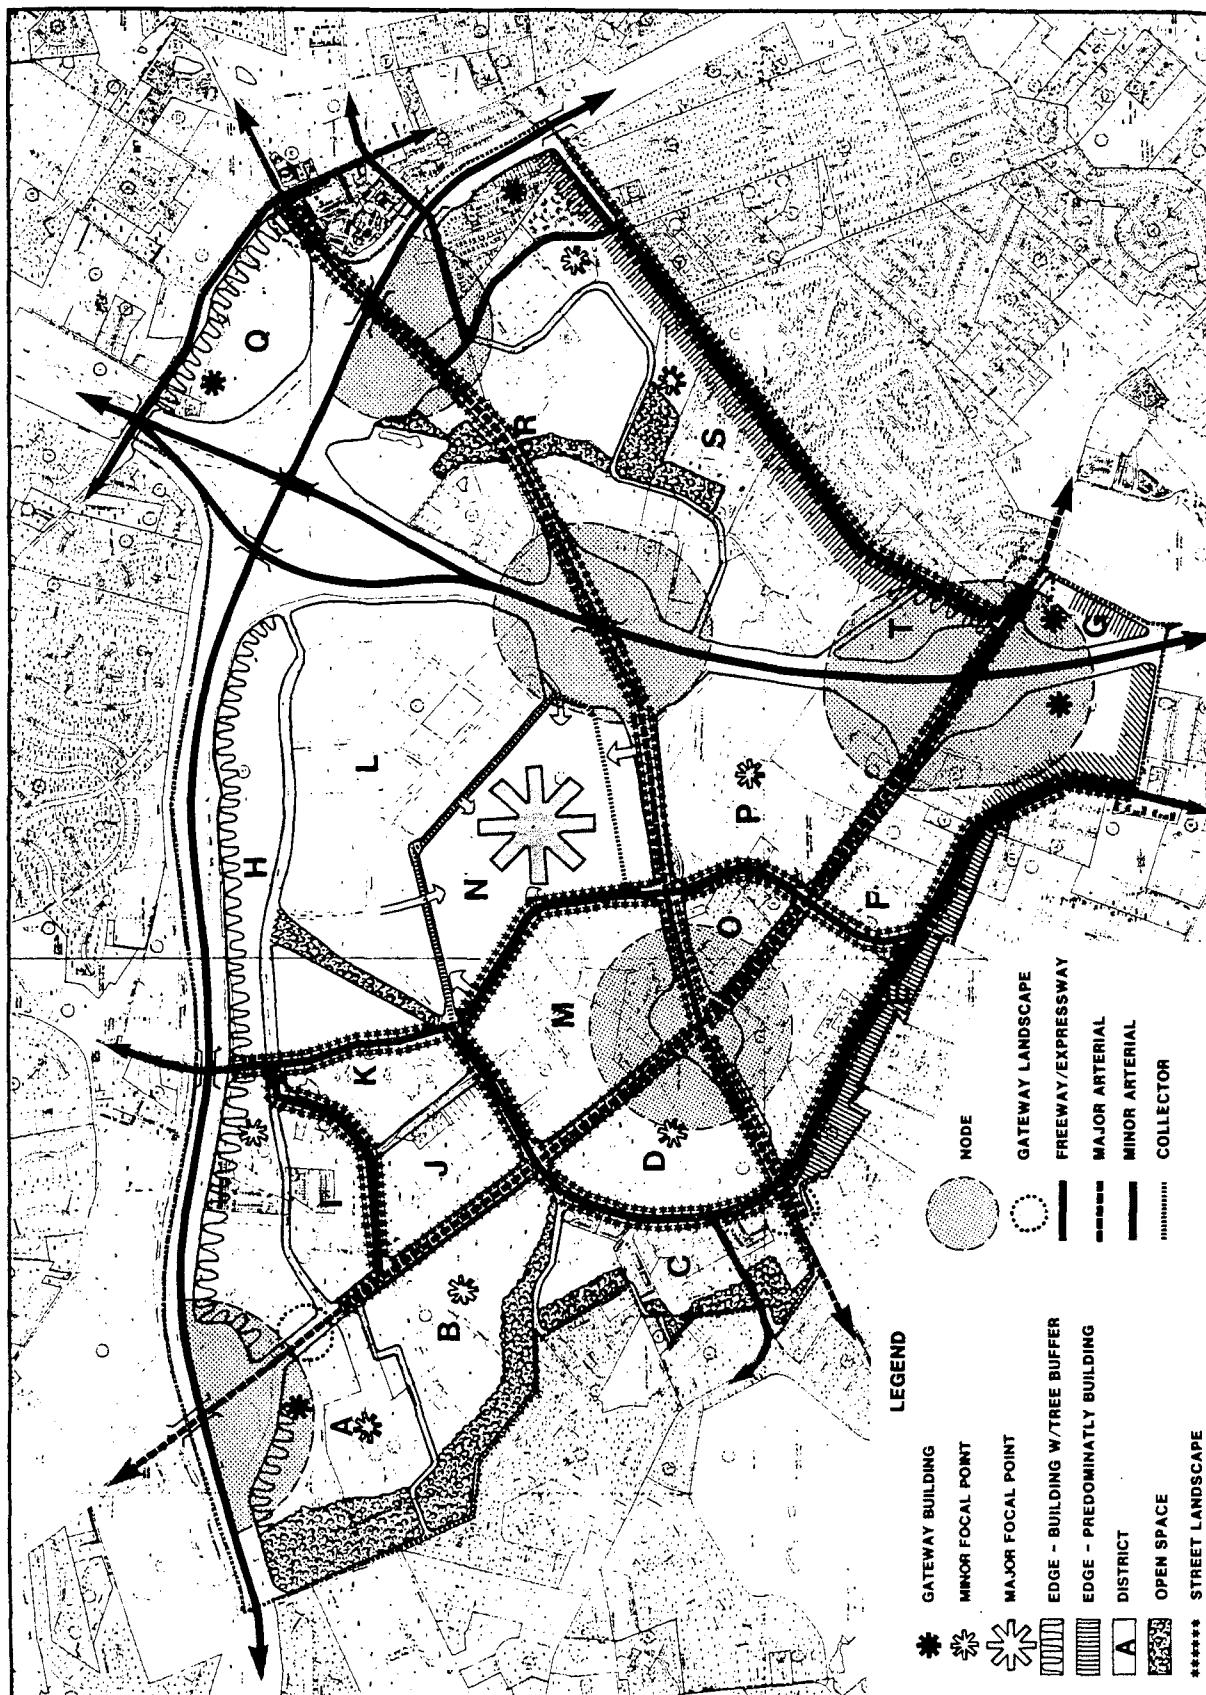 H
Q
I
A
K
L
J
B
N
R
M
D
C
S
O
P
F
T
G
LEGEND
GATEWAY BUILDING
MINOR FOCAL POINT
MAJOR FOCAL POINT
EDGE - BUILDING W/TREE BUFFER
EDGE - PREDOMINATLY BUILDING
A DISTRICT
OPEN SPACE
STREET LANDSCAPE
NODE
GATEWAY LANDSCAPE
FREEWAY/EXPRESSWAY
MAJOR ARTERIAL
MINOR ARTERIAL
COLLECTOR